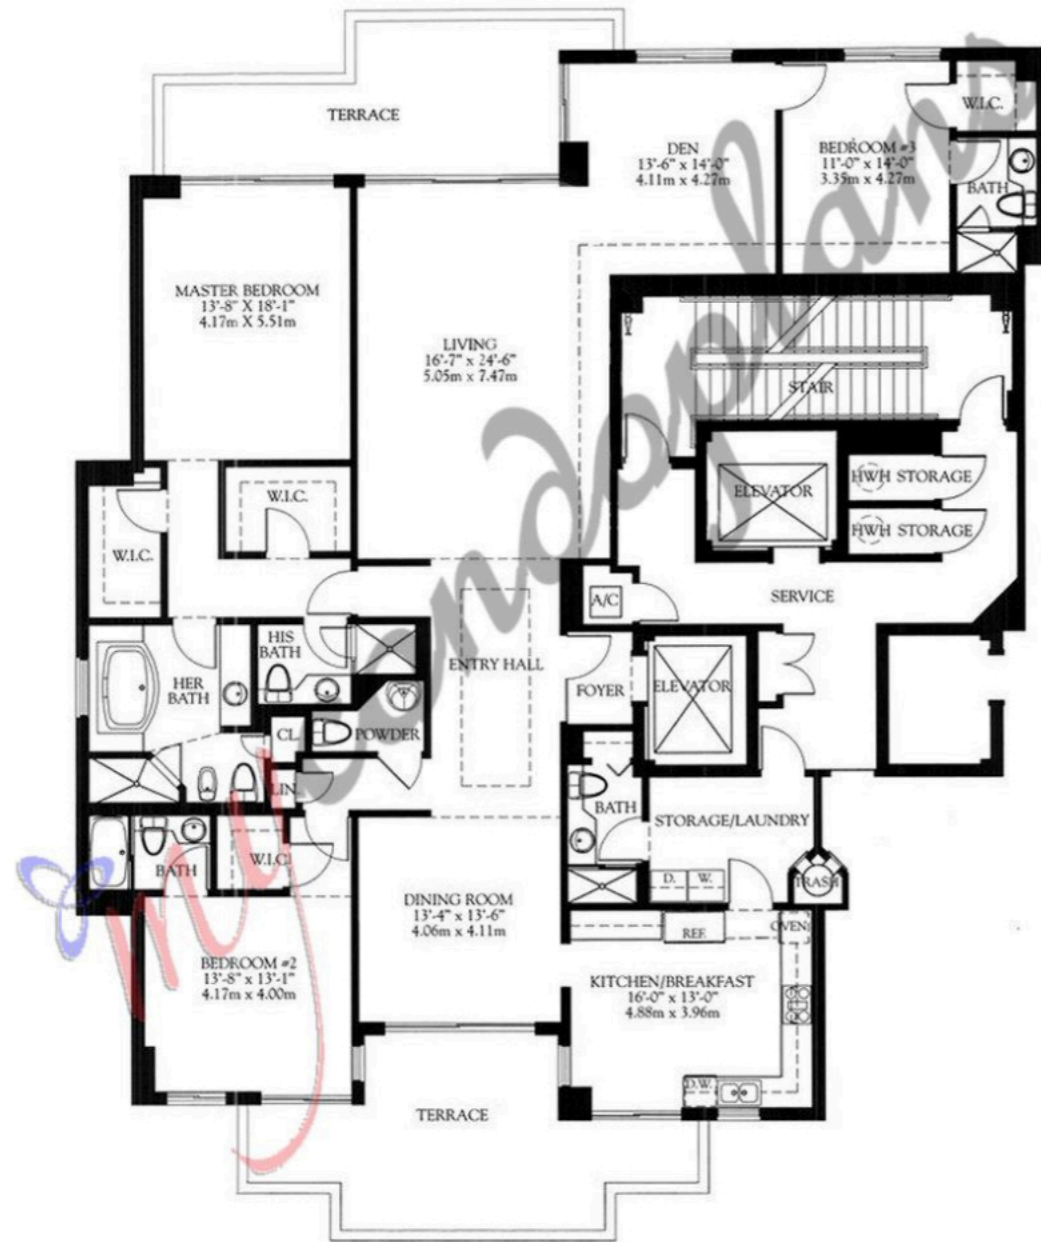 TERRACE
DEN
13'-6" x 14'-0"
4.11m x 4.27m
BEDROOM #3
11'-0" x 14'-0"
3.35m x 4.27m
W.I.C.
BATH
MASTER BEDROOM
13'-8" X 18'-1"
4.17m X 5.51m
LIVING
16'-7" x 24'-6"
5.05m x 7.47m
STAIR
W.I.C.
W.I.C.
ELEVATOR
HWH STORAGE
HWH STORAGE
A/C
SERVICE
HIS
BATH
HER
BATH
ENTRY HALL
FOYER
ELEVATOR
CL.
POWDER
LIN.
BATH
STORAGE/LAUNDRY
W.I.C.
BATH
D.
W.
TRASH
DINING ROOM
13'-4" x 13'-6"
4.06m x 4.11m
REF.
OVEN
BEDROOM #2
13'-8" x 13'-1"
4.17m x 4.00m
KITCHEN/BREAKFAST
16'-0" x 13'-0"
4.88m x 3.96m
D.W.
TERRACE
my condoplans